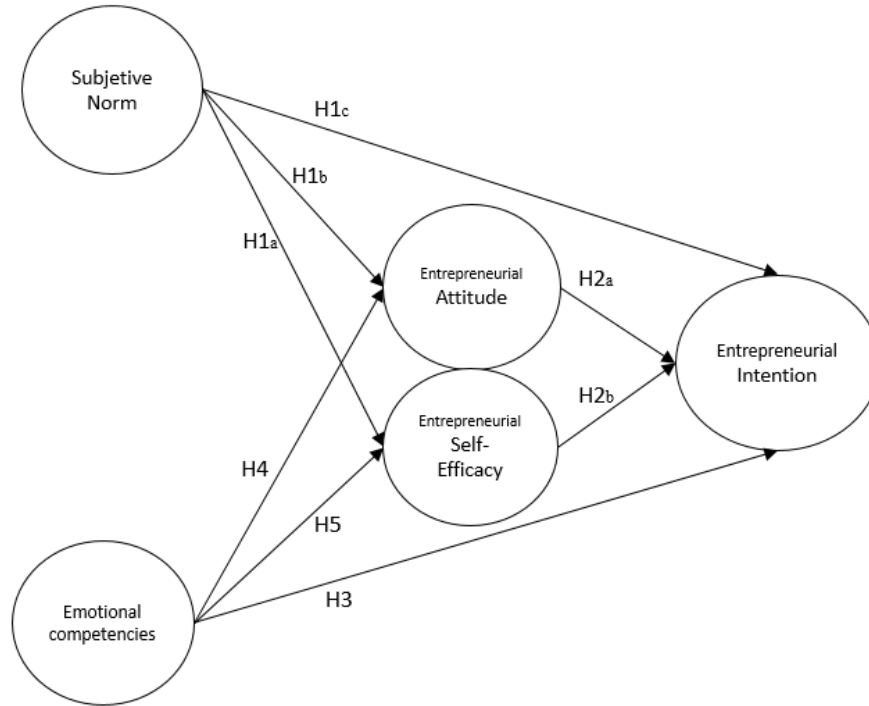 Subjetive
Norm
H1c
H1b
H1a
Entrepreneurial
Attitude
H2a
Entrepreneurial
Intention
Entrepreneurial
Self-
Efficacy
H2b
H4
H5
H3
Emotional
competencies